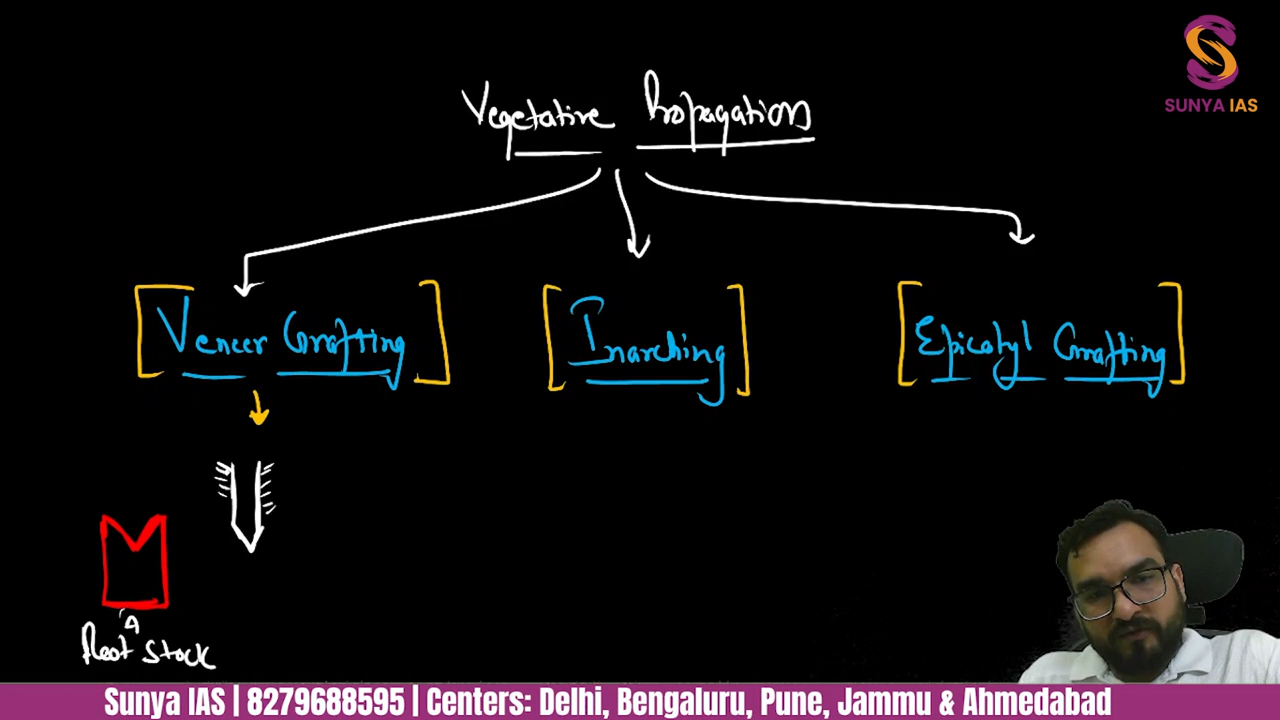 SUNYA IAS
Vegetative Propagation
[Veneer Grafting]
[Inarching]
[Epicotyl Grafting]
A
Root Stock
Sunya IAS | 8279688595 | Centers: Delhi, Bengaluru, Pune, Jammu & Ahmedabad